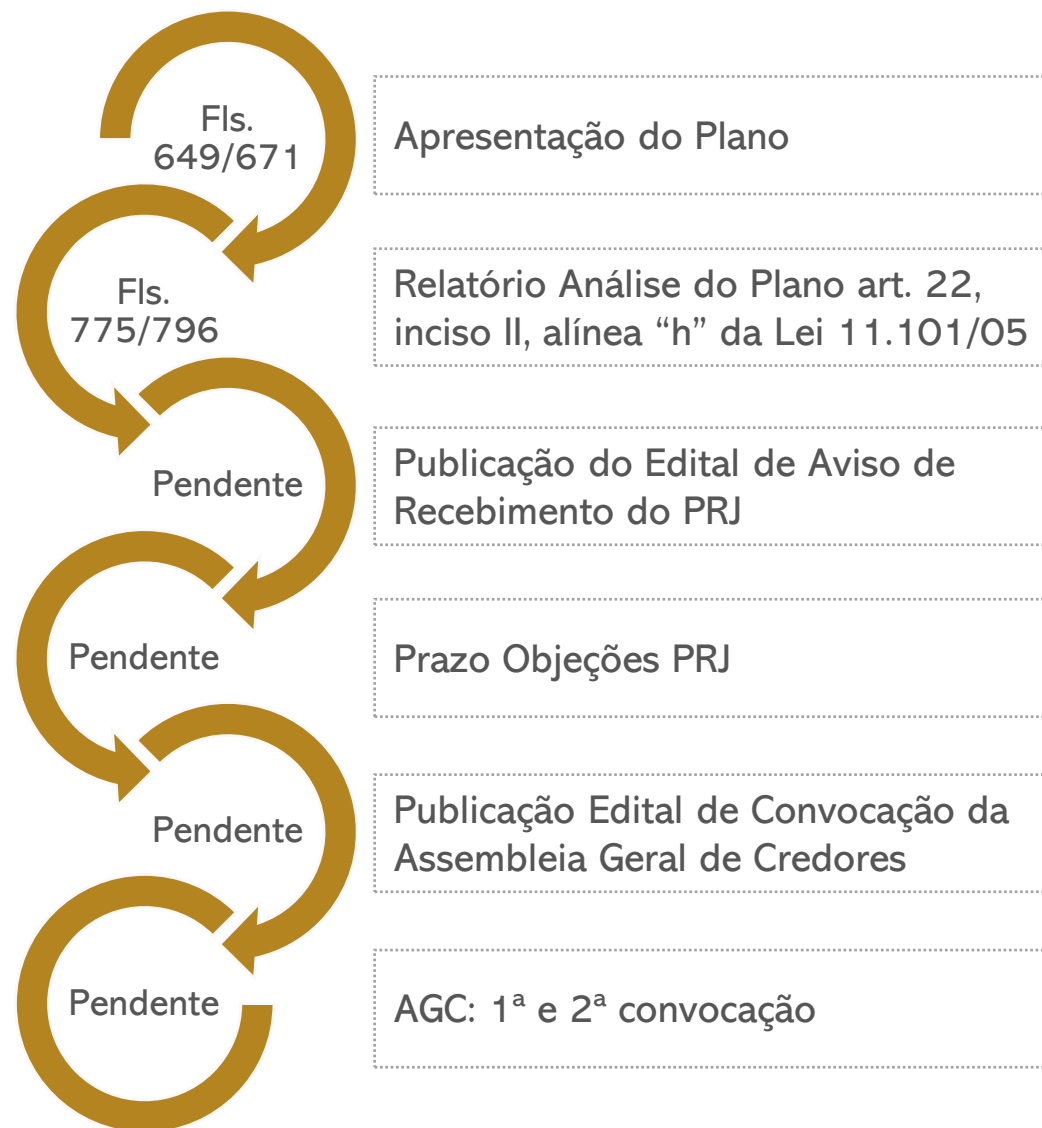 Fls.
649/671
Apresentação do Plano
Fls.
775/796
Relatório Análise do Plano art. 22,
inciso II, alínea “h” da Lei 11.101/05
Pendente
Publicação do Edital de Aviso de
Recebimento do PRJ
Pendente
Prazo Objeções PRJ
Pendente
Publicação Edital de Convocação da
Assembleia Geral de Credores
Pendente
AGC: 1ª e 2ª convocação